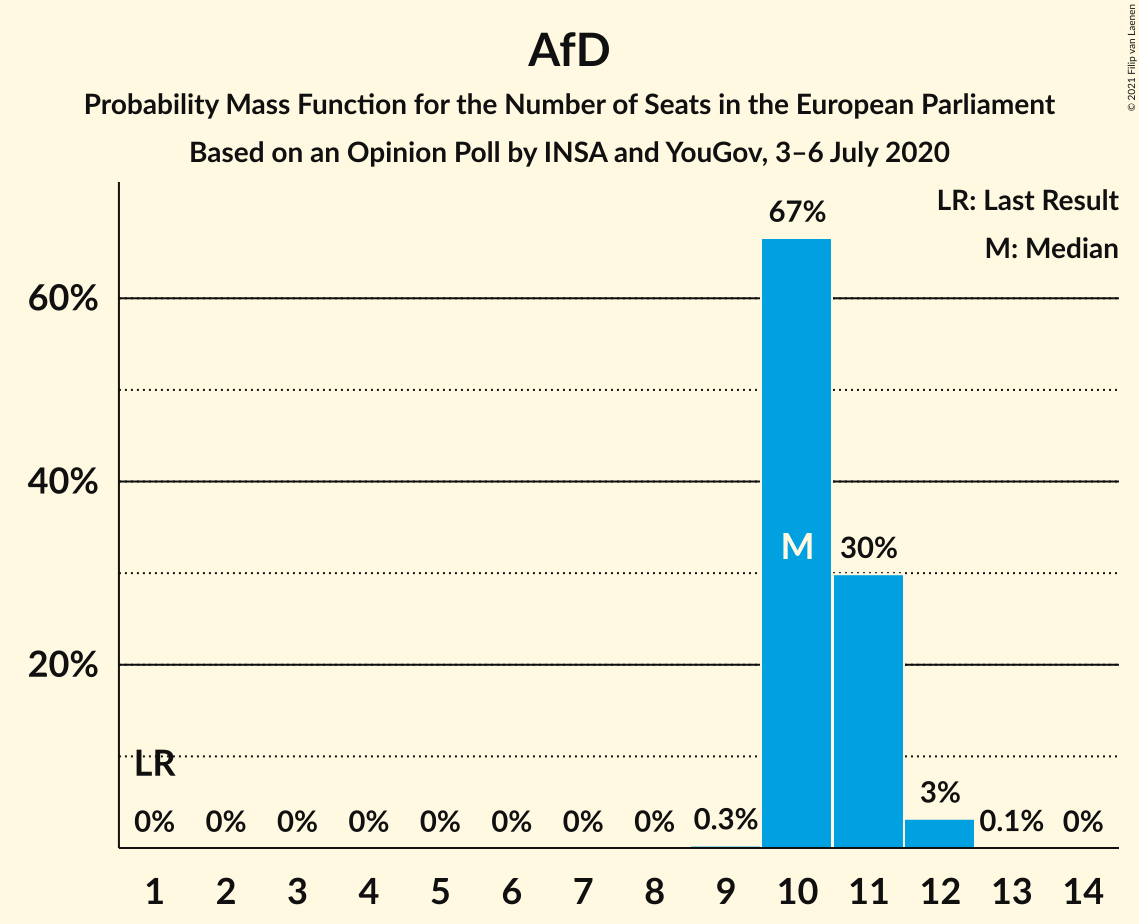 AfD
Probability Mass Function for the Number of Seats in the European Parliament
Based on an Opinion Poll by INSA and YouGov, 3–6 July 2020
© 2021 Filip van Laenen
LR: Last Result
M: Median
67%
60%
40%
M
30%
20%
LR
0% 0% 0% 0% 0% 0% 0% 0% 0.3% 3% 0.1% 0%
1 2 3 4 5 6 7 8 9 10 11 12 13 14